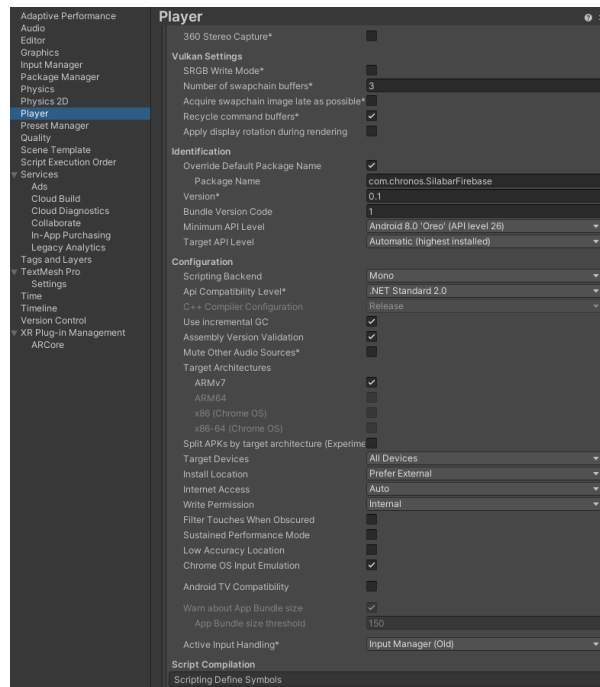 Adaptive Performance
Audio
Editor
Graphics
Input Manager
Package Manager
Physics
Physics 2D
Player
Preset Manager
Quality
Scene Template
Script Execution Order
Services
Ads
Cloud Build
Cloud Diagnostics
Collaborate
In-App Purchasing
Legacy Analytics
Tags and Layers
TextMesh Pro
Settings
Time
Timeline
Version Control
XR Plug-in Management
ARCore
Player
360 Stereo Capture*
Vulkan Settings
SRGB Write Mode*
Number of swapchain buffers* 3
Acquire swapchain image late as possible*
Recycle command buffers*
Apply display rotation during rendering
Identification
Override Default Package Name
Package Name com.chronos.SilabarFirebase
Version* 0.1
Bundle Version Code 1
Minimum API Level Android 8.0 'Oreo' (API level 26)
Target API Level Automatic (highest installed)
Configuration
Scripting Backend Mono
Api Compatibility Level* .NET Standard 2.0
C++ Compiler Configuration Release
Use incremental GC
Assembly Version Validation
Mute Other Audio Sources*
Target Architectures
ARMv7
ARM64
x86 (Chrome OS)
x86-64 (Chrome OS)
Split APKs by target architecture (Experime
Target Devices All Devices
Install Location Prefer External
Internet Access Auto
Write Permission Internal
Filter Touches When Obscured
Sustained Performance Mode
Low Accuracy Location
Chrome OS Input Emulation
Android TV Compatibility
Warn about App Bundle size
App Bundle size threshold 150
Active Input Handling* Input Manager (Old)
Script Compilation
Scripting Define Symbols